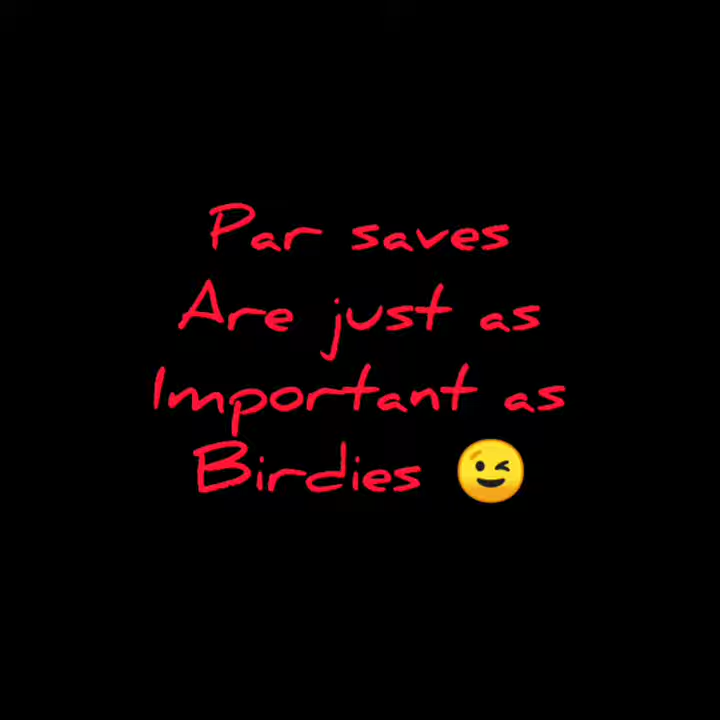 Par saves
Are just as
Important as
Birdies 😉